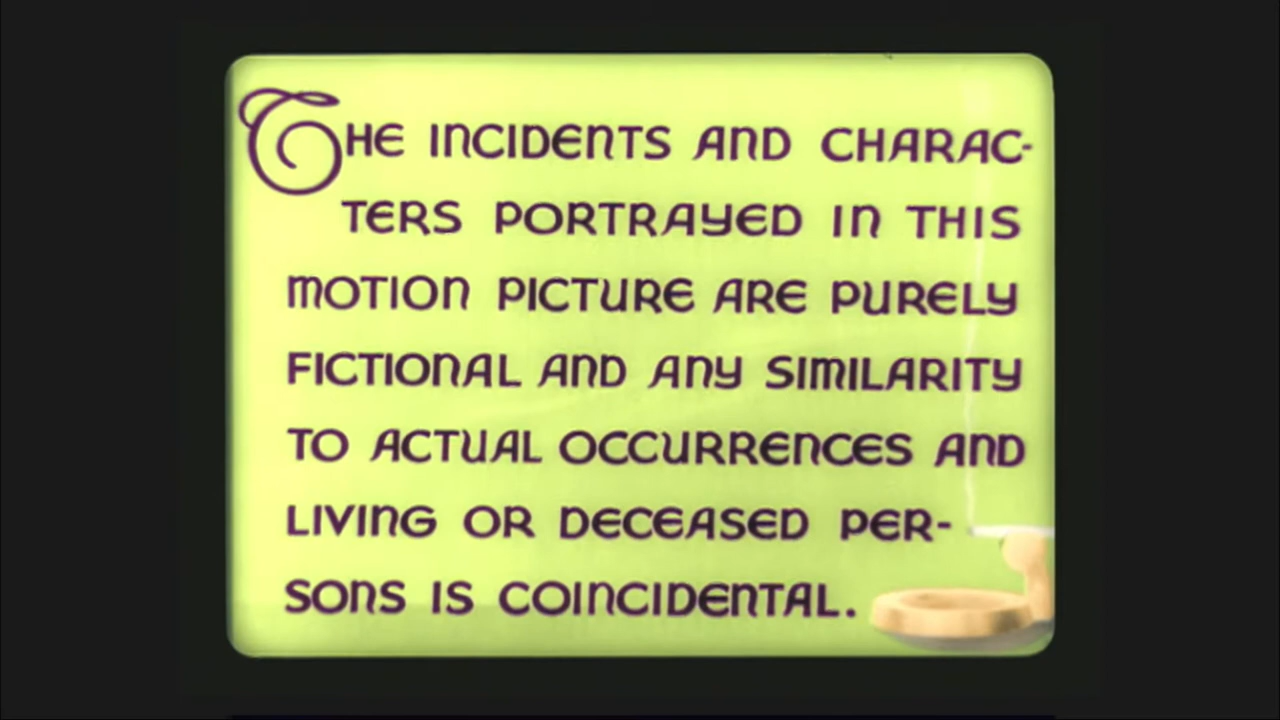 THE INCIDENTS AND CHARAC-
TERS PORTRAYED IN THIS
MOTION PICTURE ARE PURELY
FICTIONAL AND ANY SIMILARITY
TO ACTUAL OCCURRENCES AND
LIVING OR DECEASED PER-
SONS IS COINCIDENTAL.